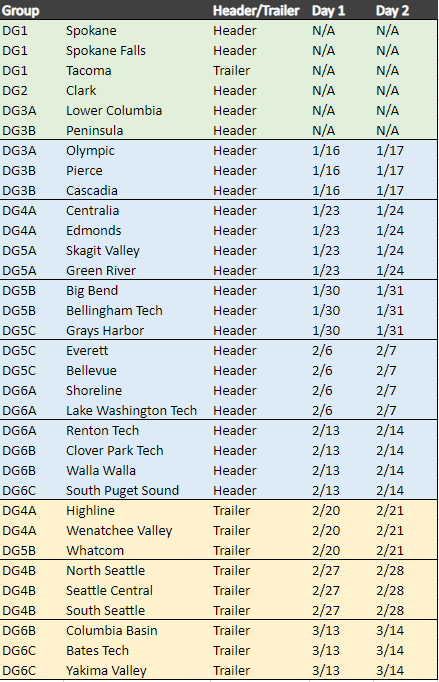 Group Header/Trailer Day 1 Day 2
DG1 Spokane Header N/A N/A
DG1 Spokane Falls Header N/A N/A
DG1 Tacoma Trailer N/A N/A
DG2 Clark Header N/A N/A
DG3A Lower Columbia Header N/A N/A
DG3B Peninsula Header N/A N/A
DG3A Olympic Header 1/16 1/17
DG3B Pierce Header 1/16 1/17
DG3B Cascadia Header 1/16 1/17
DG4A Centralia Header 1/23 1/24
DG4A Edmonds Header 1/23 1/24
DG5A Skagit Valley Header 1/23 1/24
DG5A Green River Header 1/23 1/24
DG5B Big Bend Header 1/30 1/31
DG5B Bellingham Tech Header 1/30 1/31
DG5C Grays Harbor Header 1/30 1/31
DG5C Everett Header 2/6 2/7
DG5C Bellevue Header 2/6 2/7
DG6A Shoreline Header 2/6 2/7
DG6A Lake Washington Tech Header 2/6 2/7
DG6A Renton Tech Header 2/13 2/14
DG6B Clover Park Tech Header 2/13 2/14
DG6B Walla Walla Header 2/13 2/14
DG6C South Puget Sound Header 2/13 2/14
DG4A Highline Trailer 2/20 2/21
DG4A Wenatchee Valley Trailer 2/20 2/21
DG5B Whatcom Trailer 2/20 2/21
DG4B North Seattle Trailer 2/27 2/28
DG4B Seattle Central Trailer 2/27 2/28
DG4B South Seattle Trailer 2/27 2/28
DG6B Columbia Basin Trailer 3/13 3/14
DG6C Bates Tech Trailer 3/13 3/14
DG6C Yakima Valley Trailer 3/13 3/14